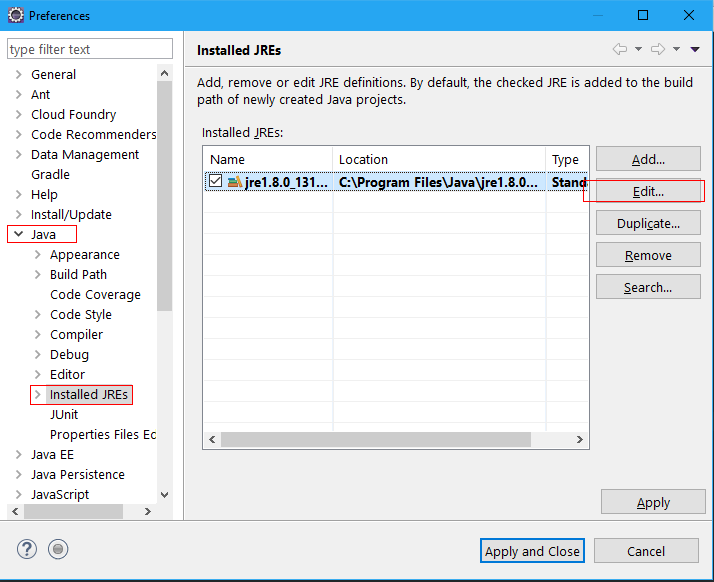 Preferences
type filter text
General
Ant
Cloud Foundry
Code Recommenders
Data Management
Gradle
Help
Install/Update
Java
Appearance
Build Path
Code Coverage
Code Style
Compiler
Debug
Editor
Installed JREs
JUnit
Properties Files Ec
Java EE
Java Persistence
JavaScript
Installed JREs
Add, remove or edit JRE definitions. By default, the checked JRE is added to the build
path of newly created Java projects.
Installed JREs:
Name Location Type
jre1.8.0_131... C:\Program Files\Java\jre1.8.0... Stand
Add...
Edit...
Duplicate...
Remove
Search...
Apply
? Apply and Close Cancel